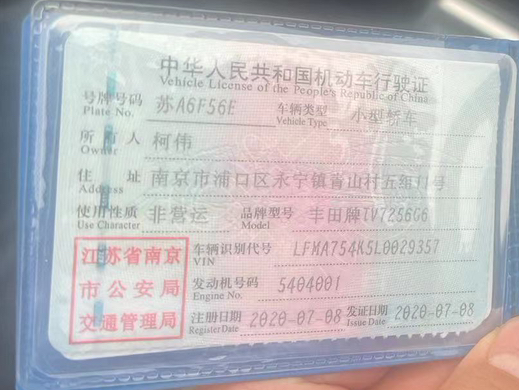 中华人民共和国机动车行驶证
Vehicle License of the People's Republic of China
号牌号码 苏A6F56E 车辆类型 小型轿车
Plate No. Vehicle Type
所有人 柯伟
Owner
住址 南京市浦口区永宁镇青山村五组11号
Address
使用性质 非营运 品牌型号 丰田牌TV7256G6
Use Character Model
江苏省南京 车辆识别代号 LFMA754K5L0029357
VIN
市公安局 发动机号码 5404001
Engine No.
交通管理局 注册日期 2020-07-08 发证日期 2020-07-08
Register Date Issue Date